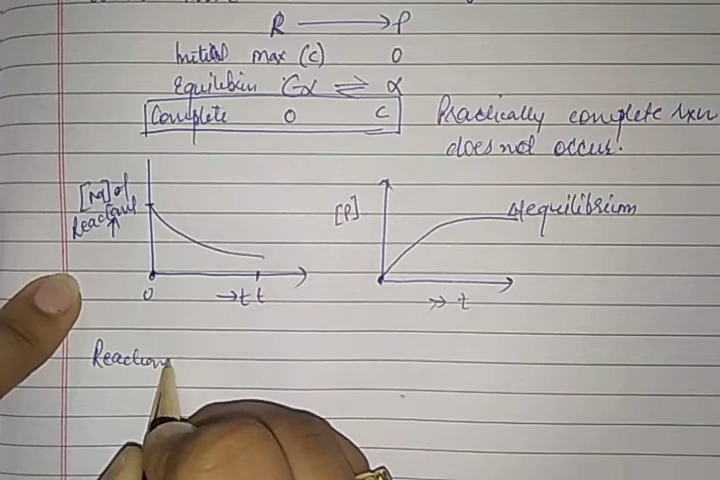 R → P
Initial max (c) 0
Equilibrium C-α ⇌ α
Complete 0 C
Practically complete rxn
does not occur.
[M] of
Reactant
[P]
equilibrium
0 → t t
→ t
Reaction